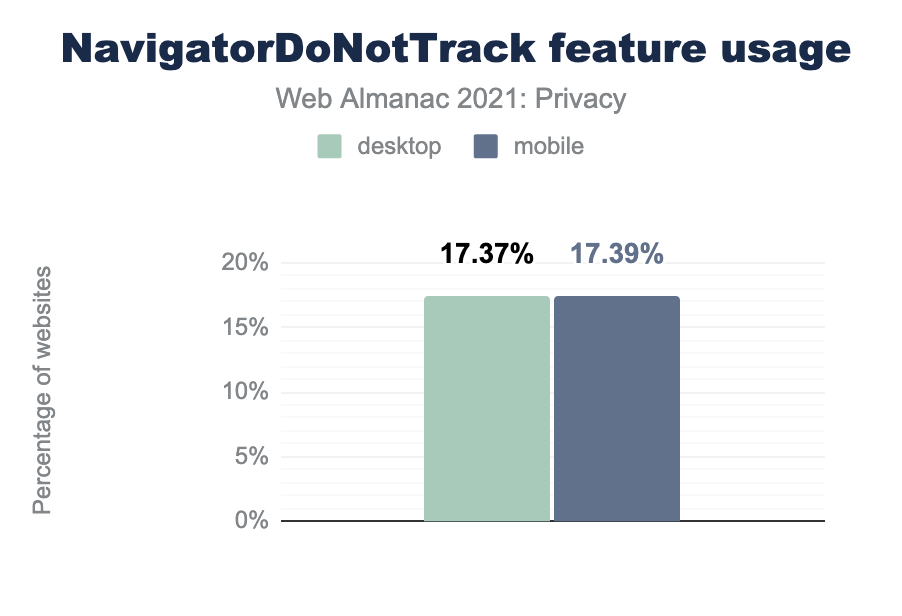 NavigatorDoNotTrack feature usage
Web Almanac 2021: Privacy
desktop mobile
Percentage of websites
17.37% 17.39%
20%
15%
10%
5%
0%